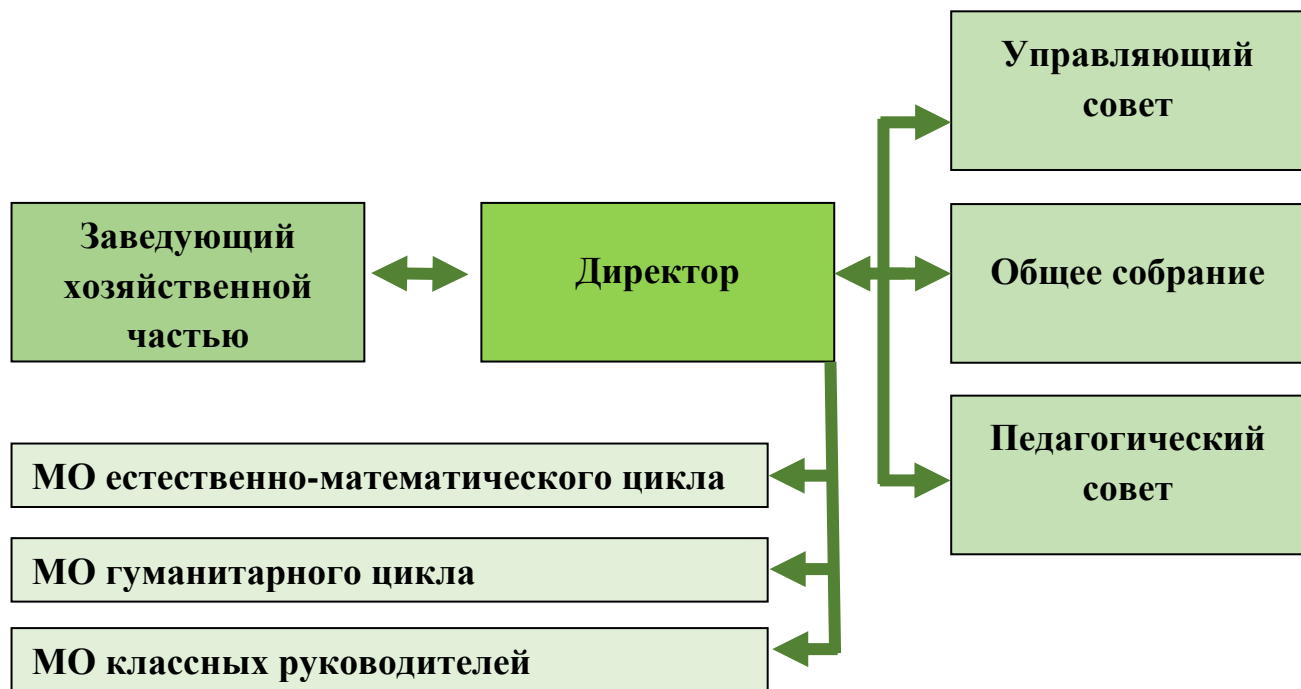 Управляющий
совет
Заведующий
хозяйственной
частью
Директор
Общее собрание
Педагогический
совет
МО естественно-математического цикла
МО гуманитарного цикла
МО классных руководителей